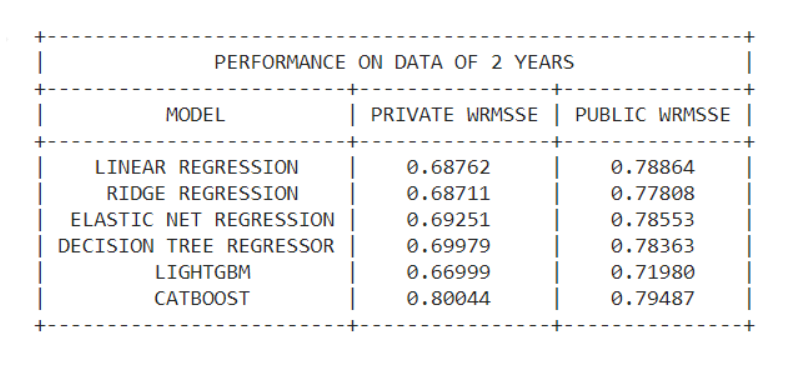 PERFORMANCE ON DATA OF 2 YEARS
MODEL | PRIVATE WRMSSE | PUBLIC WRMSSE
LINEAR REGRESSION | 0.68762 | 0.78864
RIDGE REGRESSION | 0.68711 | 0.77808
ELASTIC NET REGRESSION | 0.69251 | 0.78553
DECISION TREE REGRESSOR | 0.69979 | 0.78363
LIGHTGBM | 0.66999 | 0.71980
CATBOOST | 0.80044 | 0.79487